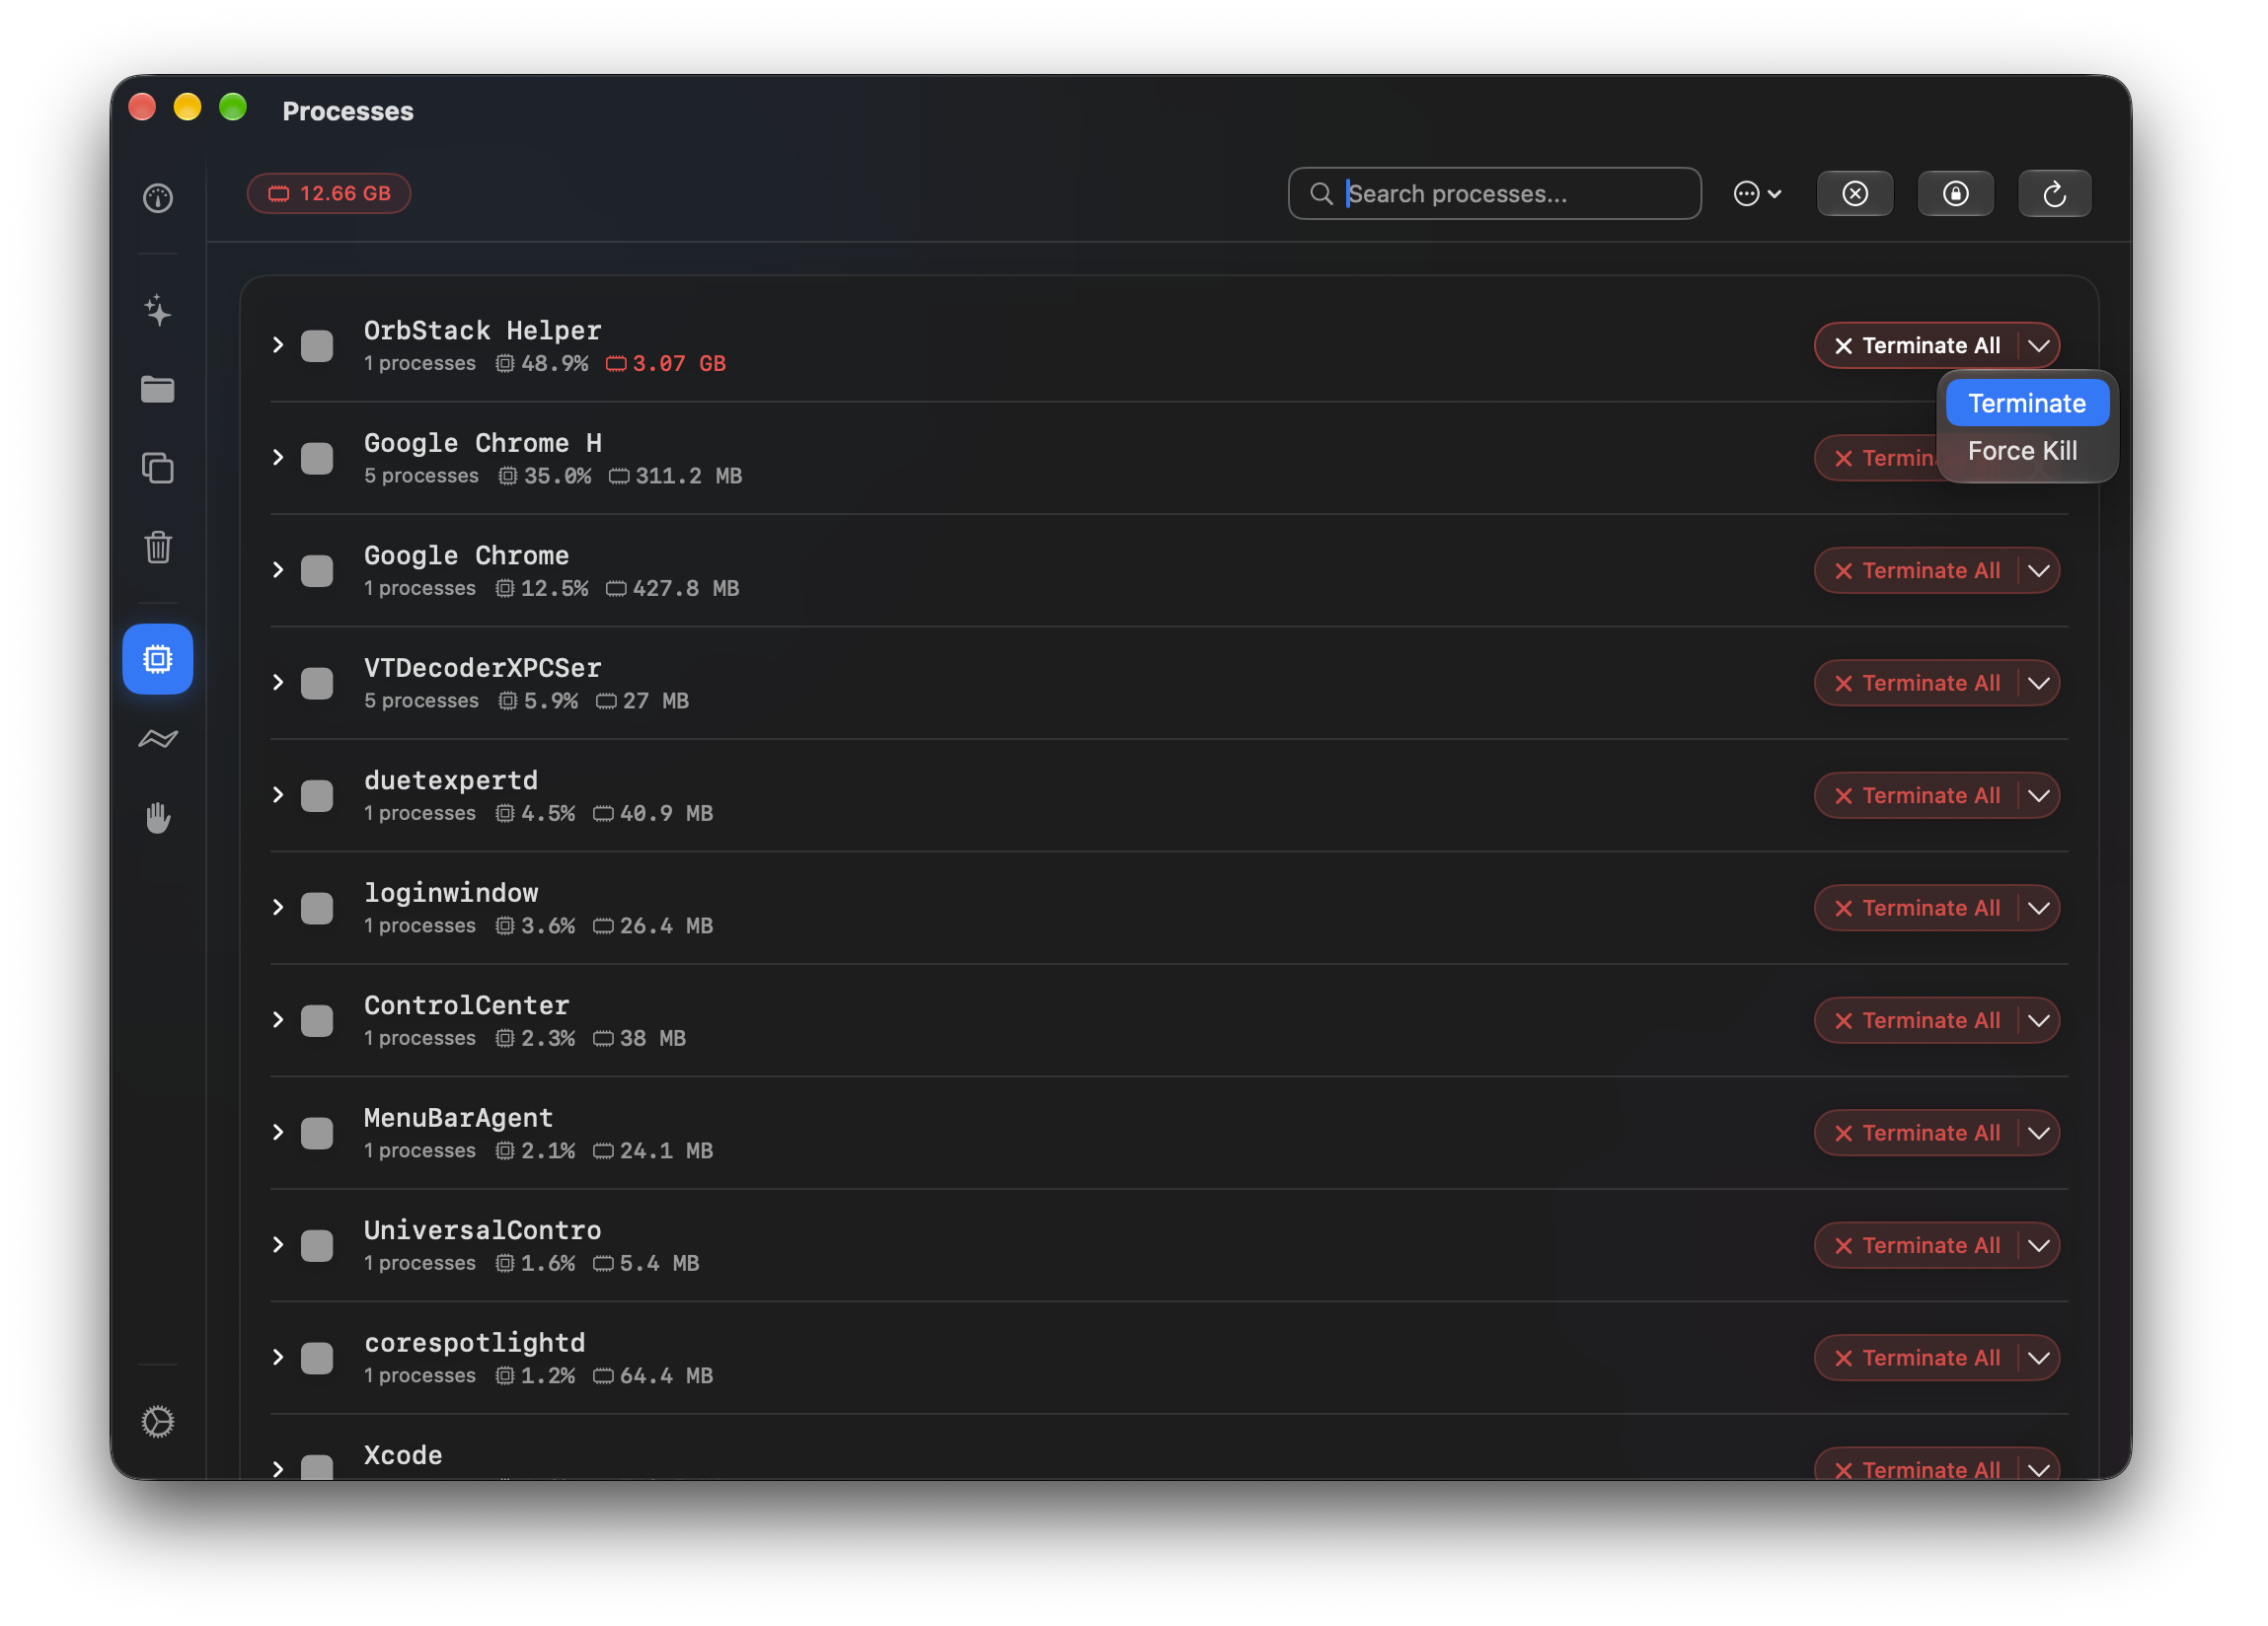 Processes
12.66 GB
Search processes...
OrbStack Helper
1 processes 48.9% 3.07 GB
Terminate All
Terminate
Force Kill
Google Chrome H
5 processes 35.0% 311.2 MB
Google Chrome
1 processes 12.5% 427.8 MB
Terminate All
VTDecoderXPCSer
5 processes 5.9% 27 MB
Terminate All
duetexpertd
1 processes 4.5% 40.9 MB
Terminate All
loginwindow
1 processes 3.6% 26.4 MB
Terminate All
ControlCenter
1 processes 2.3% 38 MB
Terminate All
MenuBarAgent
1 processes 2.1% 24.1 MB
Terminate All
UniversalContro
1 processes 1.6% 5.4 MB
Terminate All
corespotlightd
1 processes 1.2% 64.4 MB
Terminate All
Xcode
Terminate All